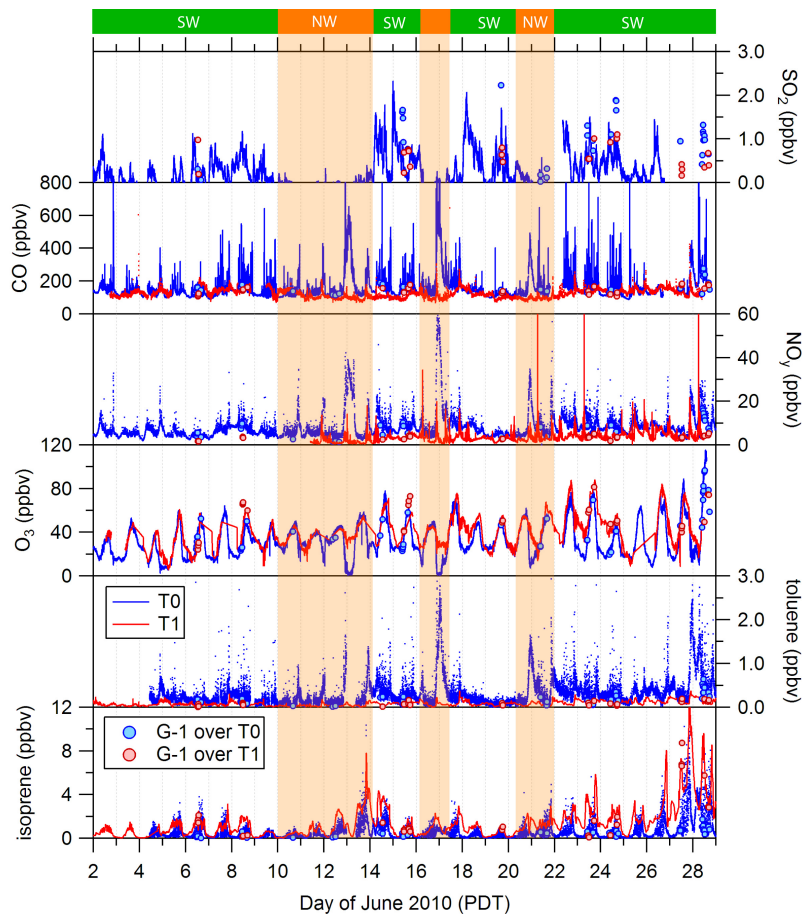 SW NW SW SW NW SW
3.0
2.0
1.0
0.0
SO2 (ppbv)
800
600
400
200
0
CO (ppbv)
60
40
20
0
NOy (ppbv)
120
80
40
0
O3 (ppbv)
3.0
2.0
1.0
0.0
toluene (ppbv)
T0
T1
12
8
4
0
isoprene (ppbv)
G-1 over T0
G-1 over T1
2 4 6 8 10 12 14 16 18 20 22 24 26 28
Day of June 2010 (PDT)